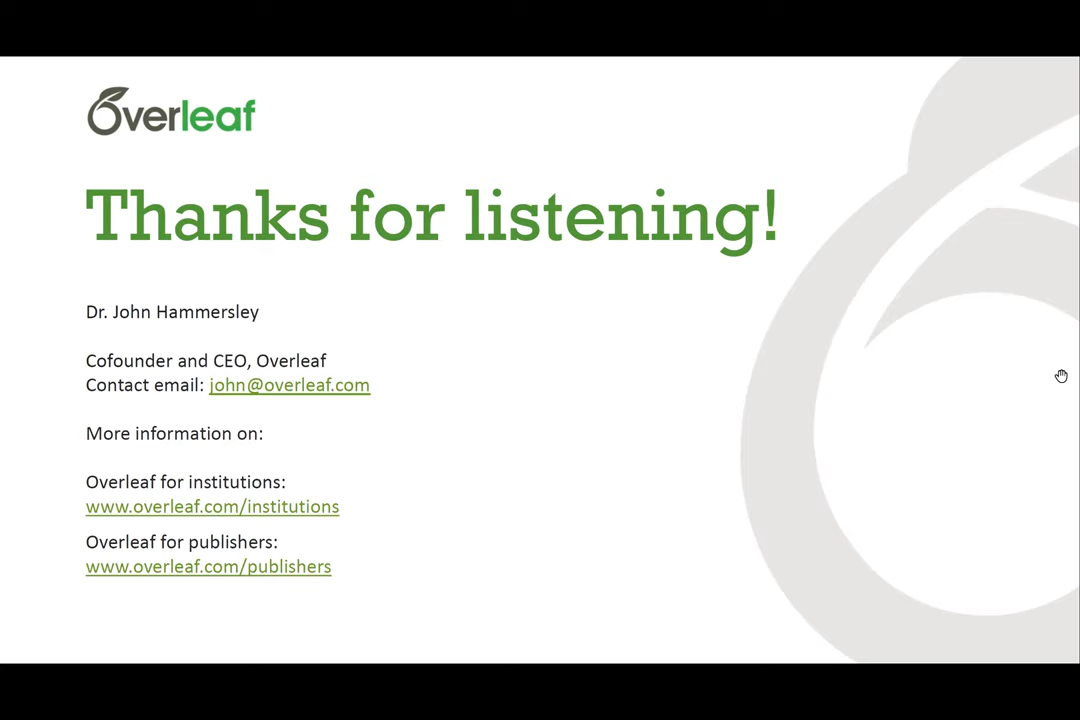 Overleaf
Thanks for listening!
Dr. John Hammersley
Cofounder and CEO, Overleaf
Contact email: john@overleaf.com
More information on:
Overleaf for institutions:
www.overleaf.com/institutions
Overleaf for publishers:
www.overleaf.com/publishers